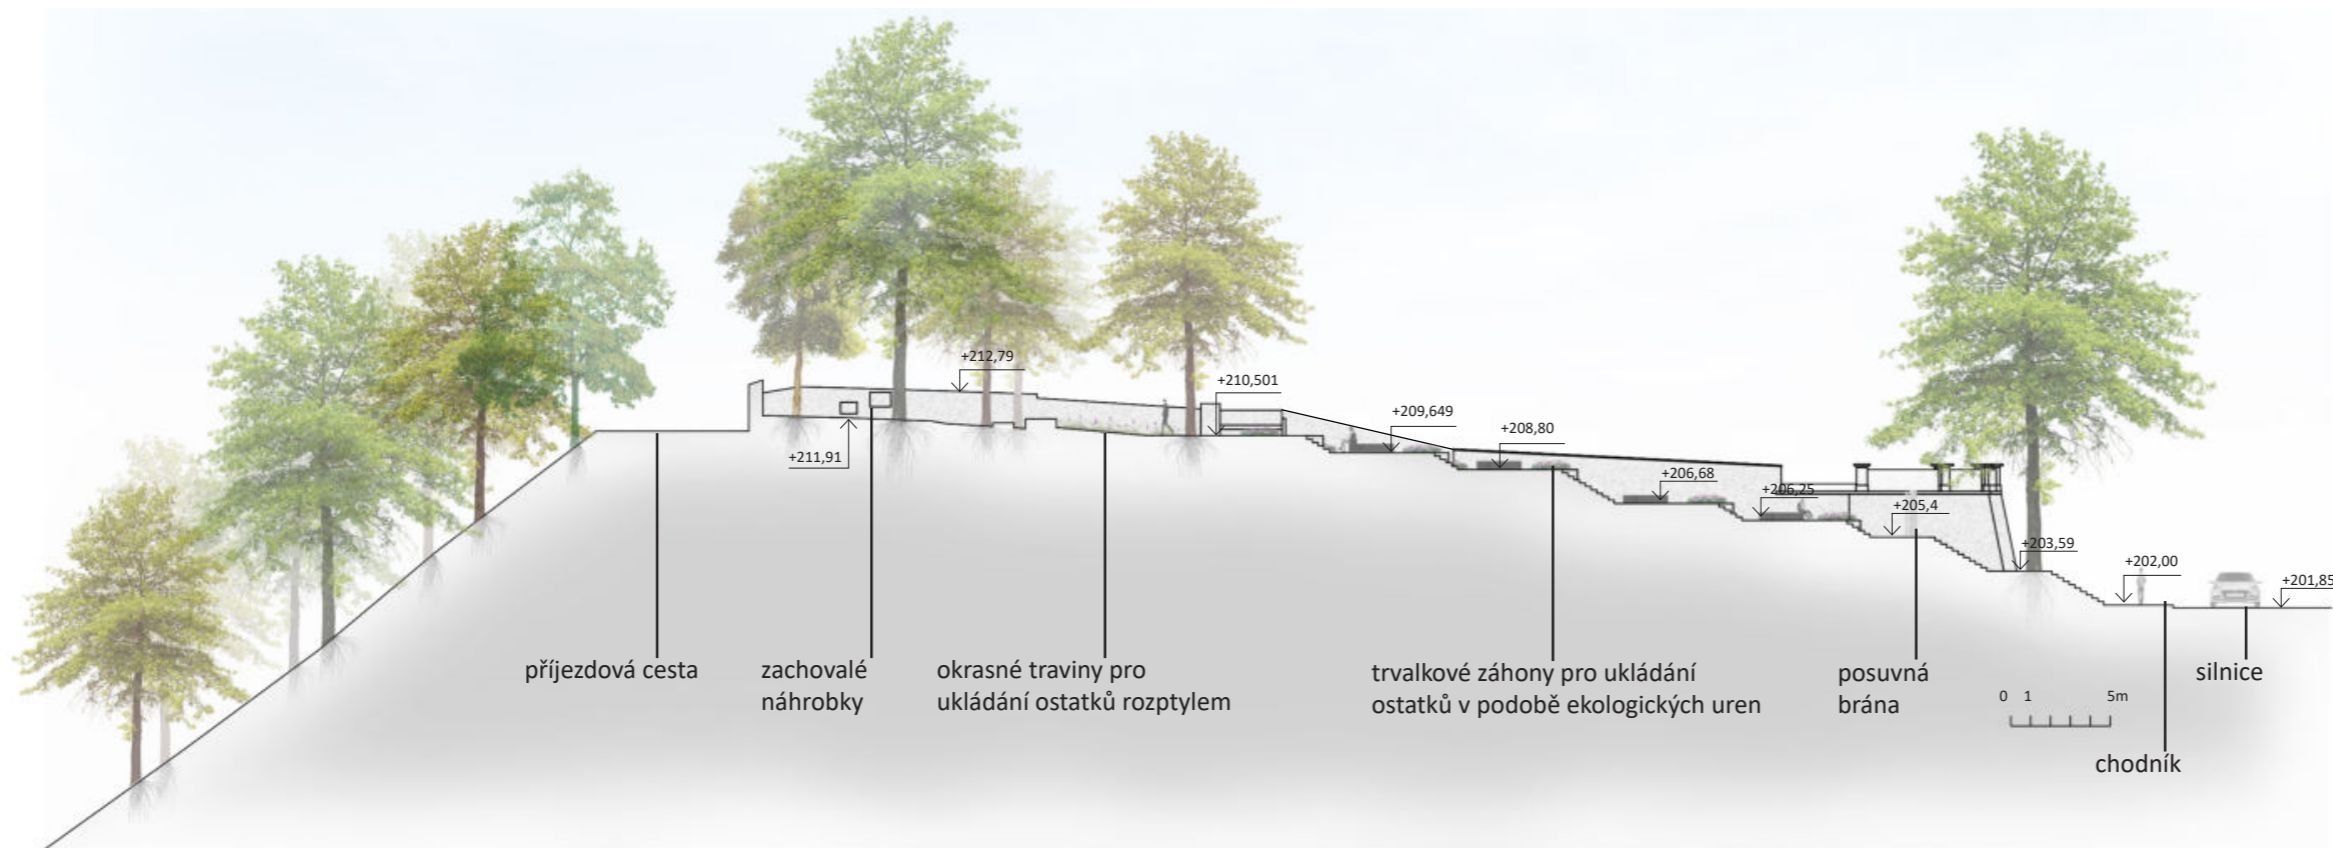 +212,79
+210,501
+209,649
+208,80
+211,91
+206,68
+206,25
+205,4
+203,59
+202,00
+201,85
příjezdová cesta
zachovalé
náhrobky
okrasné traviny pro
ukládání ostatků rozptylem
trvalkové záhony pro ukládání
ostatků v podobě ekologických uren
posuvná
brána
silnice
0 1 5m
chodník